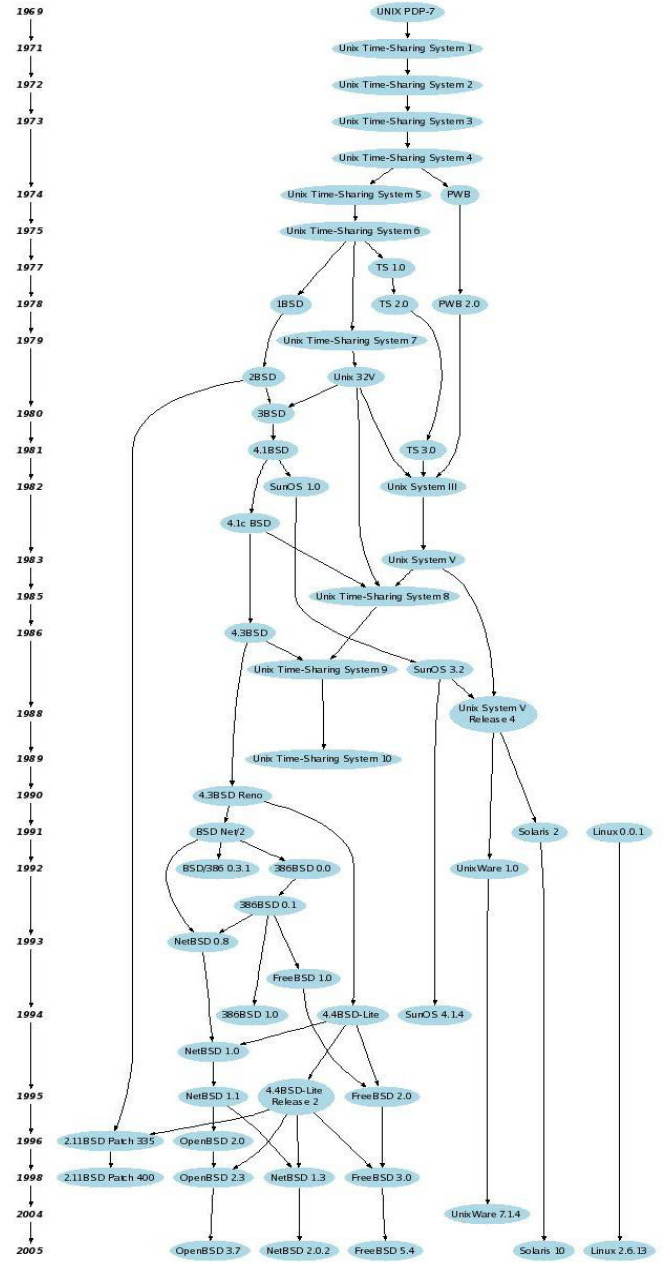 1969
UNIX PDP-7
1971
Unix Time-Sharing System 1
1972
Unix Time-Sharing System 2
1973
Unix Time-Sharing System 3
Unix Time-Sharing System 4
1974
Unix Time-Sharing System 5
PWB
1975
Unix Time-Sharing System 6
1977
TS 1.0
1978
1BSD
TS 2.0
PWB 2.0
1979
Unix Time-Sharing System 7
2BSD
Unix 32V
1980
3BSD
1981
4.1BSD
TS 3.0
1982
SunOS 1.0
Unix System III
4.1c BSD
1983
Unix System V
1985
Unix Time-Sharing System 8
1986
4.3BSD
Unix Time-Sharing System 9
SunOS 3.2
1988
Unix System V
Release 4
1989
Unix Time-Sharing System 10
1990
4.3BSD Reno
1991
BSD Net/2
Solaris 2
Linux 0.0.1
1992
BSD/386 0.3.1
386BSD 0.0
UnixWare 1.0
386BSD 0.1
1993
NetBSD 0.8
FreeBSD 1.0
1994
386BSD 1.0
4.4BSD-Lite
SunOS 4.1.4
NetBSD 1.0
1995
NetBSD 1.1
4.4BSD-Lite
Release 2
FreeBSD 2.0
1996
2.11BSD Patch 335
OpenBSD 2.0
1998
2.11BSD Patch 400
OpenBSD 2.3
NetBSD 1.3
FreeBSD 3.0
2004
UnixWare 7.1.4
2005
OpenBSD 3.7
NetBSD 2.0.2
FreeBSD 5.4
Solaris 10
Linux 2.6.13